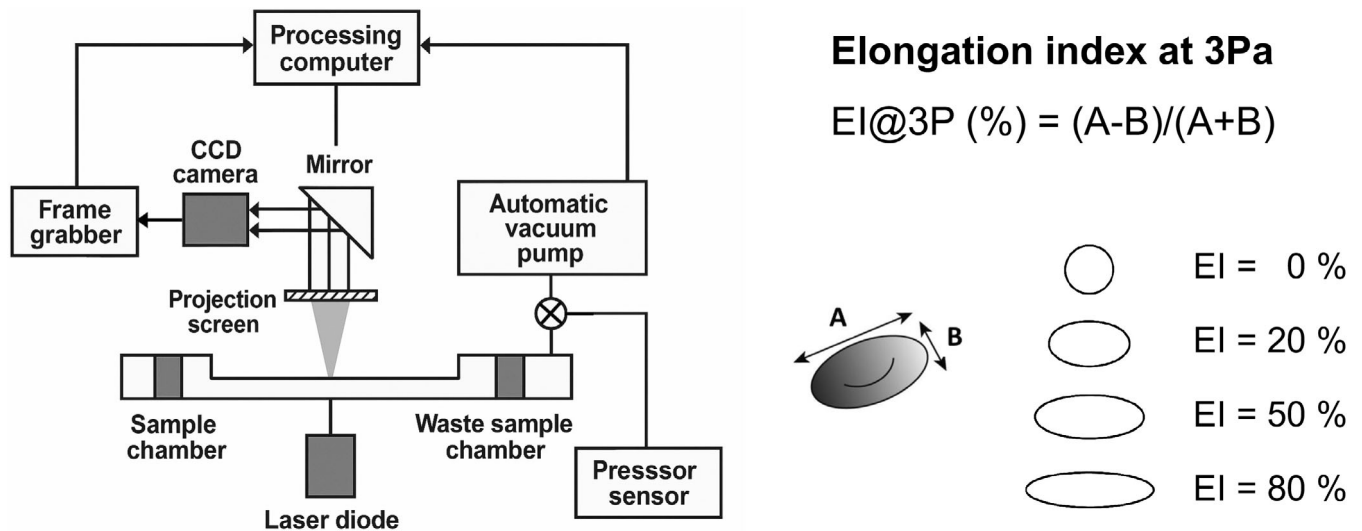 Processing
computer
CCD
camera
Mirror
Frame
grabber
Automatic
vacuum
pump
Projection
screen
Sample
chamber
Waste sample
chamber
Presssor
sensor
Laser diode
Elongation index at 3Pa
EI@3P (%) = (A-B)/(A+B)
A
B
EI = 0 %
EI = 20 %
EI = 50 %
EI = 80 %